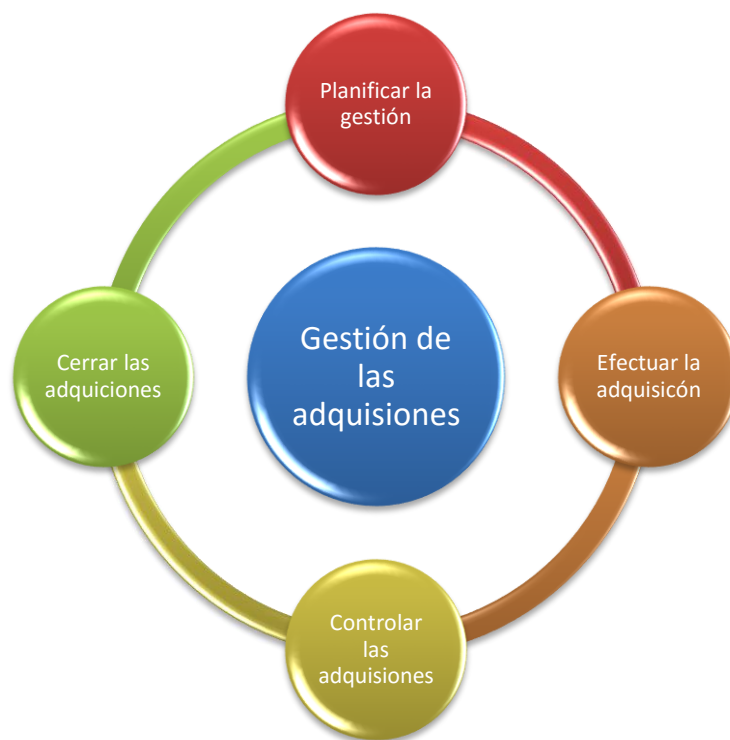 Planificar la
gestión
Gestión de
las
adquisiones
Efectuar la
adquisicón
Controlar
las
adquisiones
Cerrar las
adquiciones